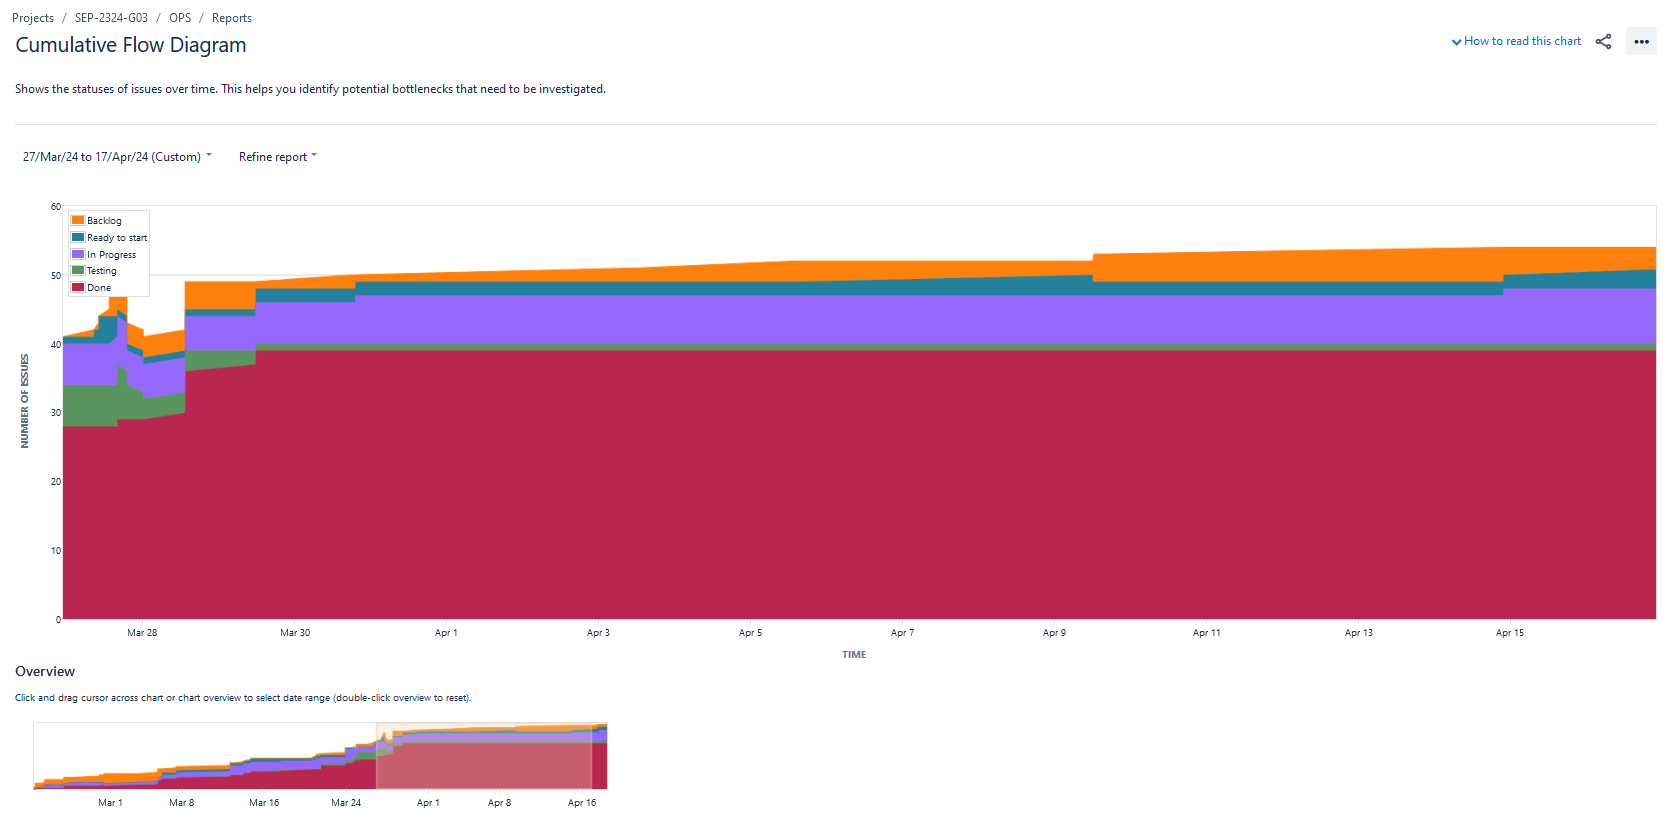 Projects / SEP-2324-G03 / OPS / Reports
Cumulative Flow Diagram
How to read this chart
Shows the statuses of issues over time. This helps you identify potential bottlenecks that need to be investigated.
27/Mar/24 to 17/Apr/24 (Custom)
Refine report
60
50
40
30
20
10
0
NUMBER OF ISSUES
Backlog
Ready to start
In Progress
Testing
Done
Mar 28
Mar 30
Apr 1
Apr 3
Apr 5
Apr 7
Apr 9
Apr 11
Apr 13
Apr 15
TIME
Overview
Click and drag cursor across chart or chart overview to select date range (double-click overview to reset).
Mar 1
Mar 8
Mar 16
Mar 24
Apr 1
Apr 8
Apr 16